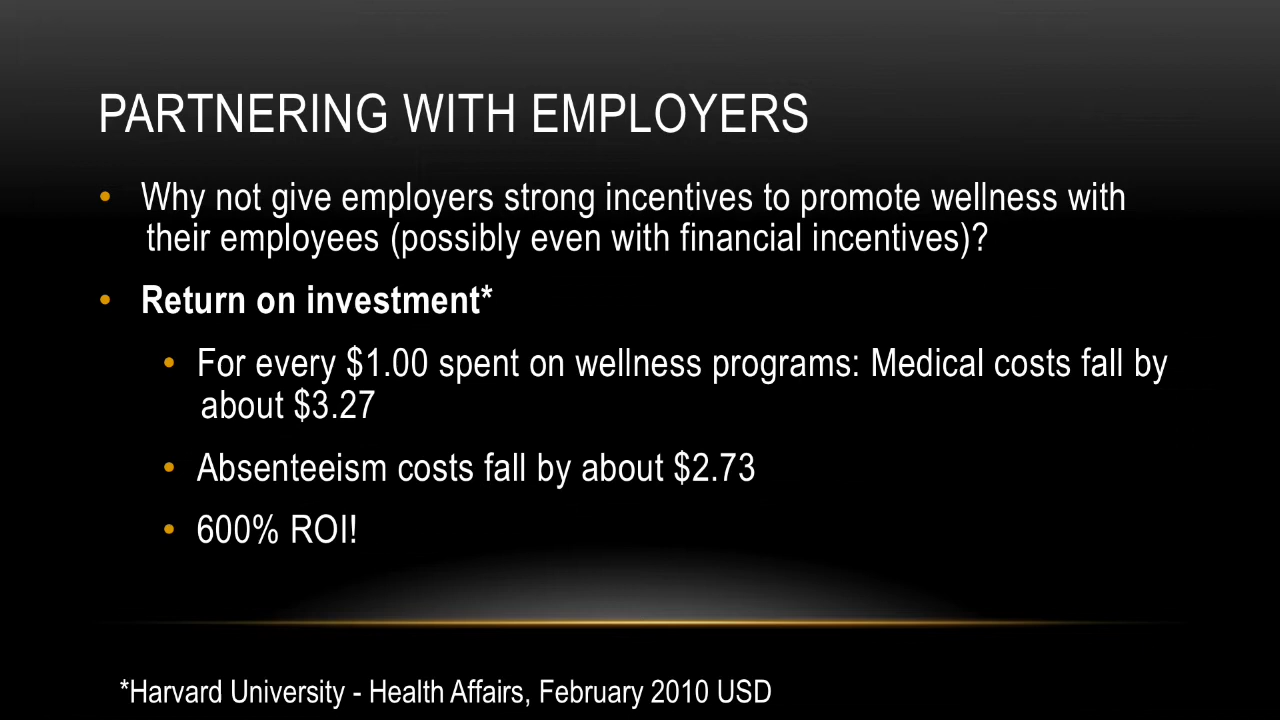 PARTNERING WITH EMPLOYERS
• Why not give employers strong incentives to promote wellness with
their employees (possibly even with financial incentives)?
• Return on investment*
• For every $1.00 spent on wellness programs: Medical costs fall by
about $3.27
• Absenteeism costs fall by about $2.73
• 600% ROI!
*Harvard University - Health Affairs, February 2010 USD